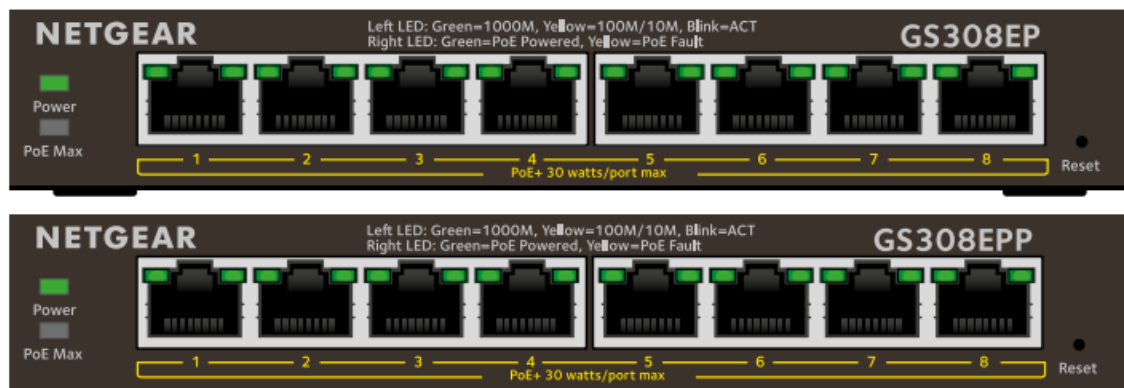 NETGEAR
Left LED: Green=1000M, Yellow=100M/10M, Blink=ACT
Right LED: Green=PoE Powered, Yellow=PoE Fault
GS308EP
Power
PoE Max
1 2 3 4 5 6 7 8
PoE+ 30 watts/port max
Reset
NETGEAR
Left LED: Green=1000M, Yellow=100M/10M, Blink=ACT
Right LED: Green=PoE Powered, Yellow=PoE Fault
GS308EPP
Power
PoE Max
1 2 3 4 5 6 7 8
PoE+ 30 watts/port max
Reset